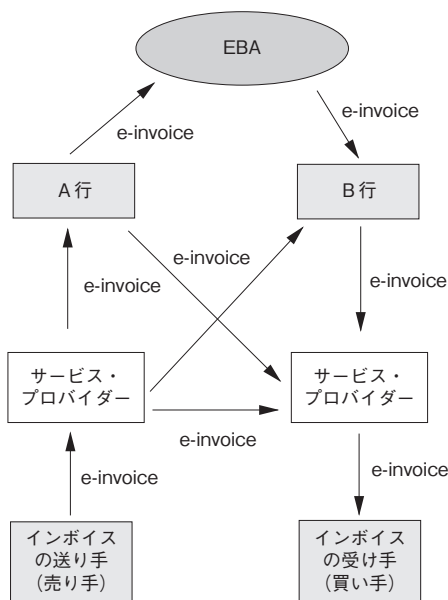 EBA
e-invoice
e-invoice
A行
B行
e-invoice
e-invoice
e-invoice
サービス・
プロバイダー
サービス・
プロバイダー
e-invoice
e-invoice
e-invoice
インボイス
の送り手
(売り手)
インボイス
の受け手
(買い手)